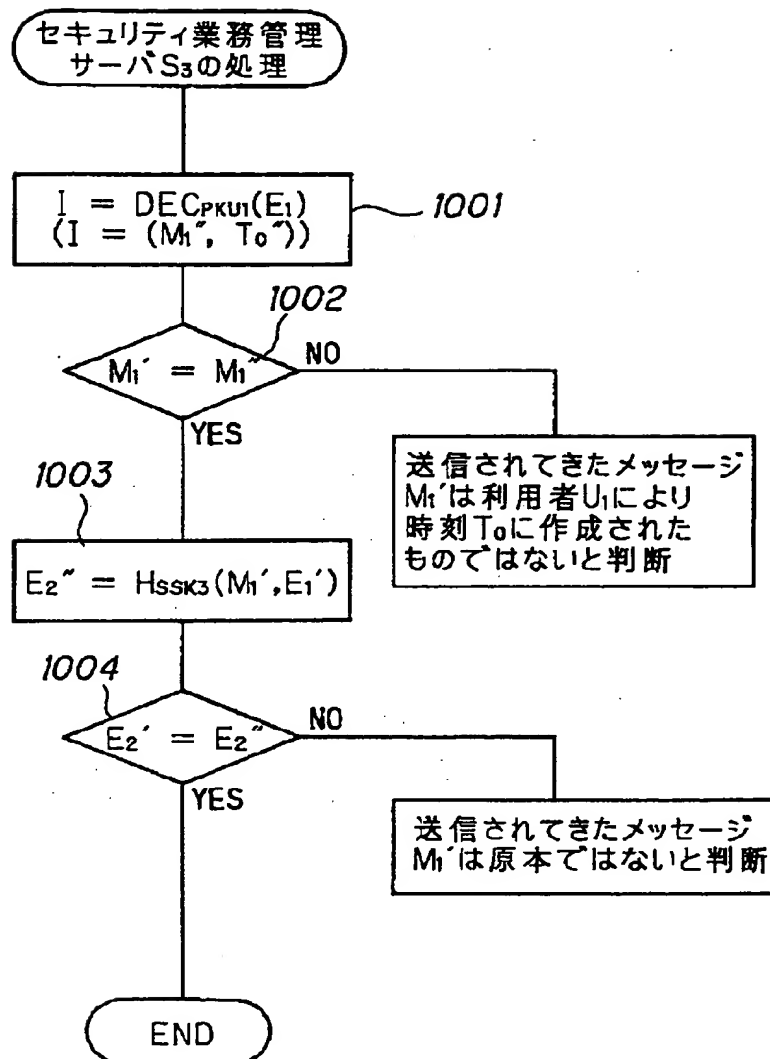 セキュリティ業務管理
サーバS₃の処理
I = DECPKU1(E₁)
(I = (M₁″, T₀″))
1001
1002
M₁′ = M₁″
NO
YES
送信されてきたメッセージ
M₁′は利用者U₁により
時刻T₀に作成された
ものではないと判断
1003
E₂″ = HSSK3(M₁′,E₁′)
1004
E₂′ = E₂″
NO
YES
送信されてきたメッセージ
M₁′は原本ではないと判断
END